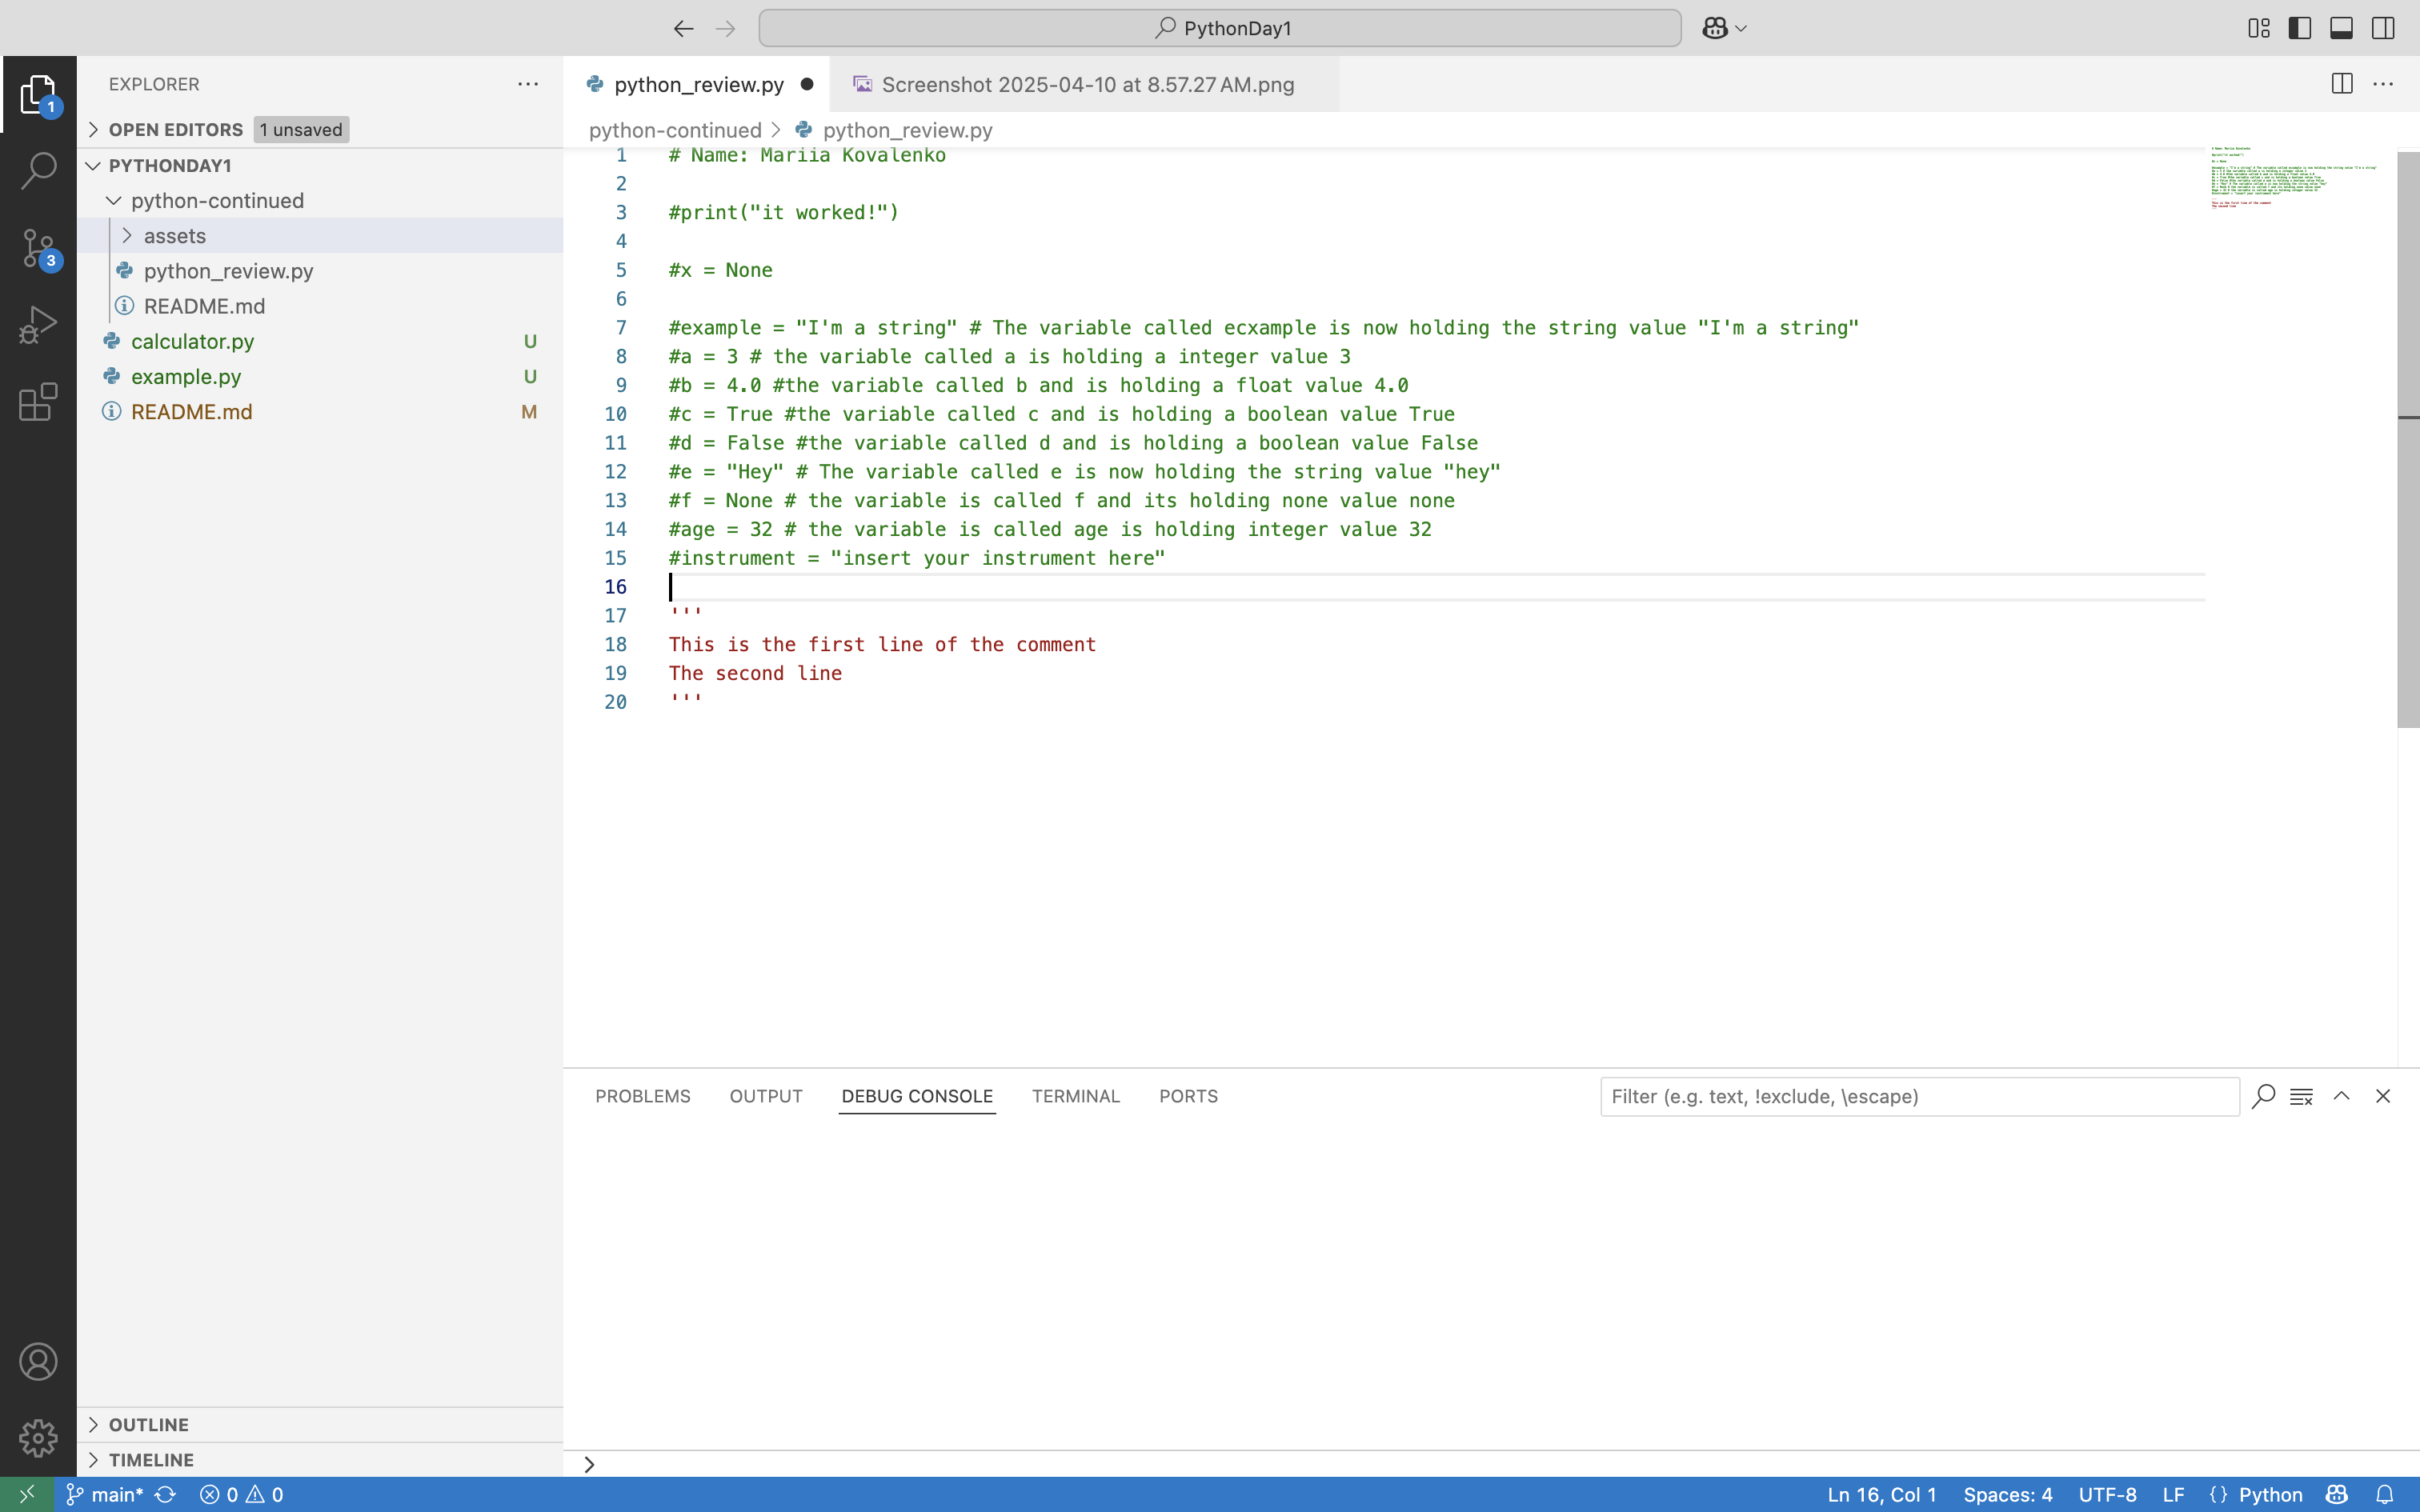 PythonDay1
EXPLORER
python_review.py
Screenshot 2025-04-10 at 8.57.27 AM.png
1
OPEN EDITORS 1 unsaved
python-continued > python_review.py
PYTHONDAY1
python-continued
assets
python_review.py
README.md
calculator.py U
example.py U
README.md M
3
1 # Name: Mariia Kovalenko
2
3 #print("it worked!")
4
5 #x = None
6
7 #example = "I'm a string" # The variable called ecxample is now holding the string value "I'm a string"
8 #a = 3 # the variable called a is holding a integer value 3
9 #b = 4.0 #the variable called b and is holding a float value 4.0
10 #c = True #the variable called c and is holding a boolean value True
11 #d = False #the variable called d and is holding a boolean value False
12 #e = "Hey" # The variable called e is now holding the string value "hey"
13 #f = None # the variable is called f and its holding none value none
14 #age = 32 # the variable is called age is holding integer value 32
15 #instrument = "insert your instrument here"
16
17 '''
18 This is the first line of the comment
19 The second line
20 '''
PROBLEMS OUTPUT DEBUG CONSOLE TERMINAL PORTS
Filter (e.g. text, !exclude, \escape)
OUTLINE
TIMELINE
main* 0 0
Ln 16, Col 1 Spaces: 4 UTF-8 LF {} Python